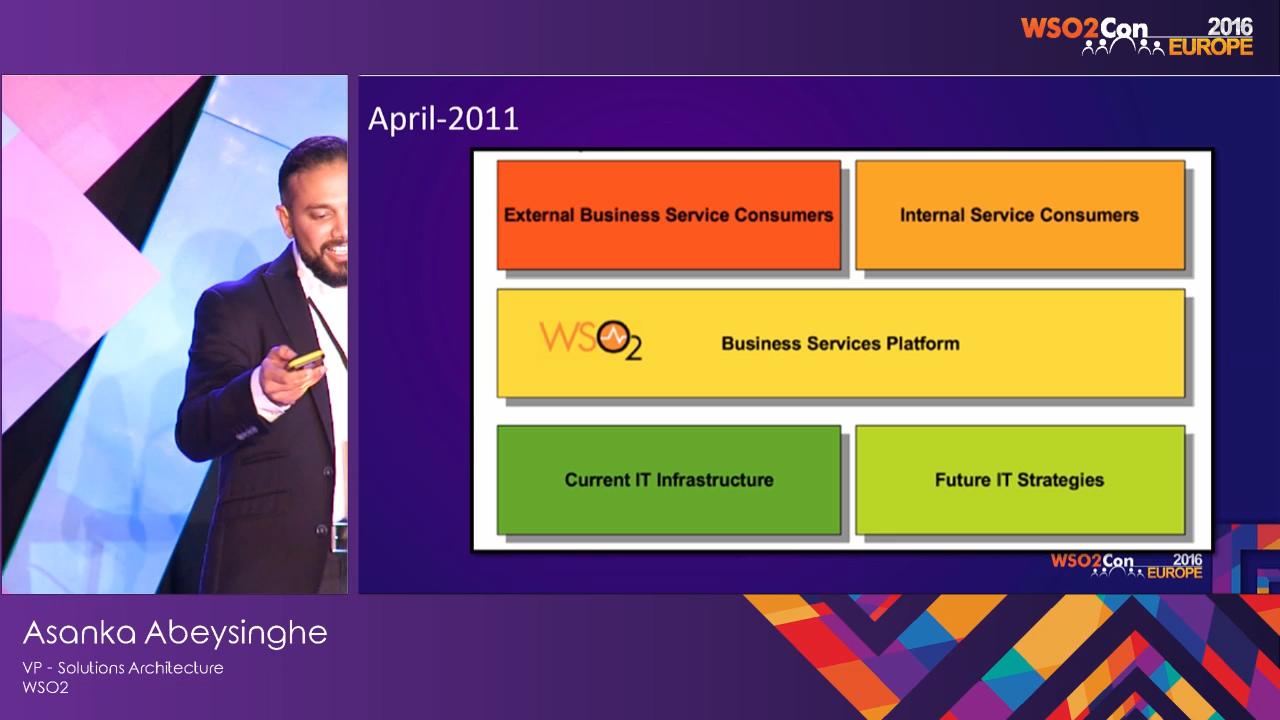 WSO2Con 2016
EUROPE
April-2011
External Business Service Consumers
Internal Service Consumers
WSO2
Business Services Platform
Current IT Infrastructure
Future IT Strategies
WSO2Con 2016
EUROPE
Asanka Abeysinghe
VP - Solutions Architecture
WSO2